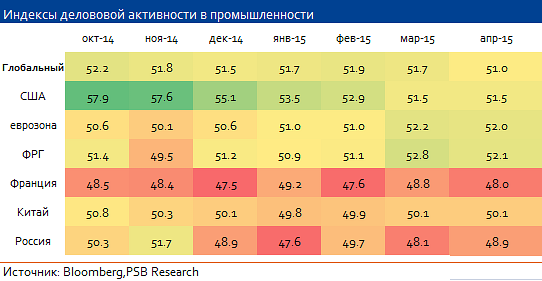 Индексы делововой активности в промышленности
окт-14 ноя-14 дек-14 янв-15 фев-15 мар-15 апр-15
Глобальный 52.2 51.8 51.5 51.7 51.9 51.7 51.0
США 57.9 57.6 55.1 53.5 52.9 51.5 51.5
еврозона 50.6 50.1 50.6 51.0 51.0 52.2 52.0
ФРГ 51.4 49.5 51.2 50.9 51.1 52.8 52.1
Франция 48.5 48.4 47.5 49.2 47.6 48.8 48.0
Китай 50.8 50.3 50.1 49.8 49.9 50.1 50.1
Россия 50.3 51.7 48.9 47.6 49.7 48.1 48.9
Источник: Bloomberg,PSB Research